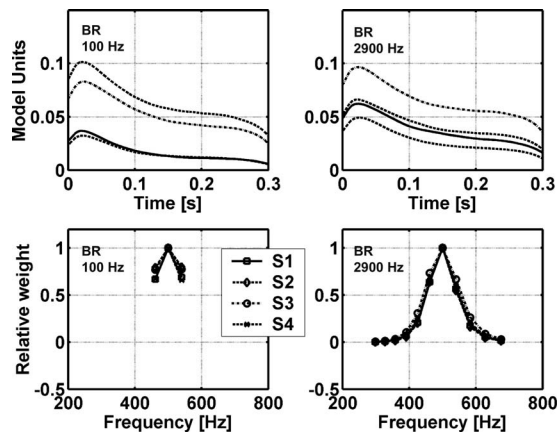 BR
100 Hz
BR
2900 Hz
Model Units
0.1
0.05
0
0 0.1 0.2 0.3
Time [s]
0.1
0.05
0
0 0.1 0.2 0.3
Time [s]
BR
100 Hz
BR
2900 Hz
Relative weight
1
0.5
0
-0.5
200 400 600 800
Frequency [Hz]
S1
S2
S3
S4
1
0.5
0
-0.5
200 400 600 800
Frequency [Hz]